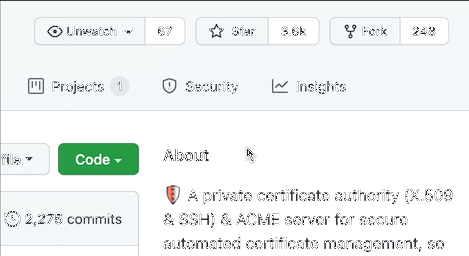 Unwatch 67 Star 3.6k Fork 243
Projects 1 Security Insights
file Code About
A private certificate authority (X.509
2,275 commits & SSH) & ACME server for secure
automated certificate management, so